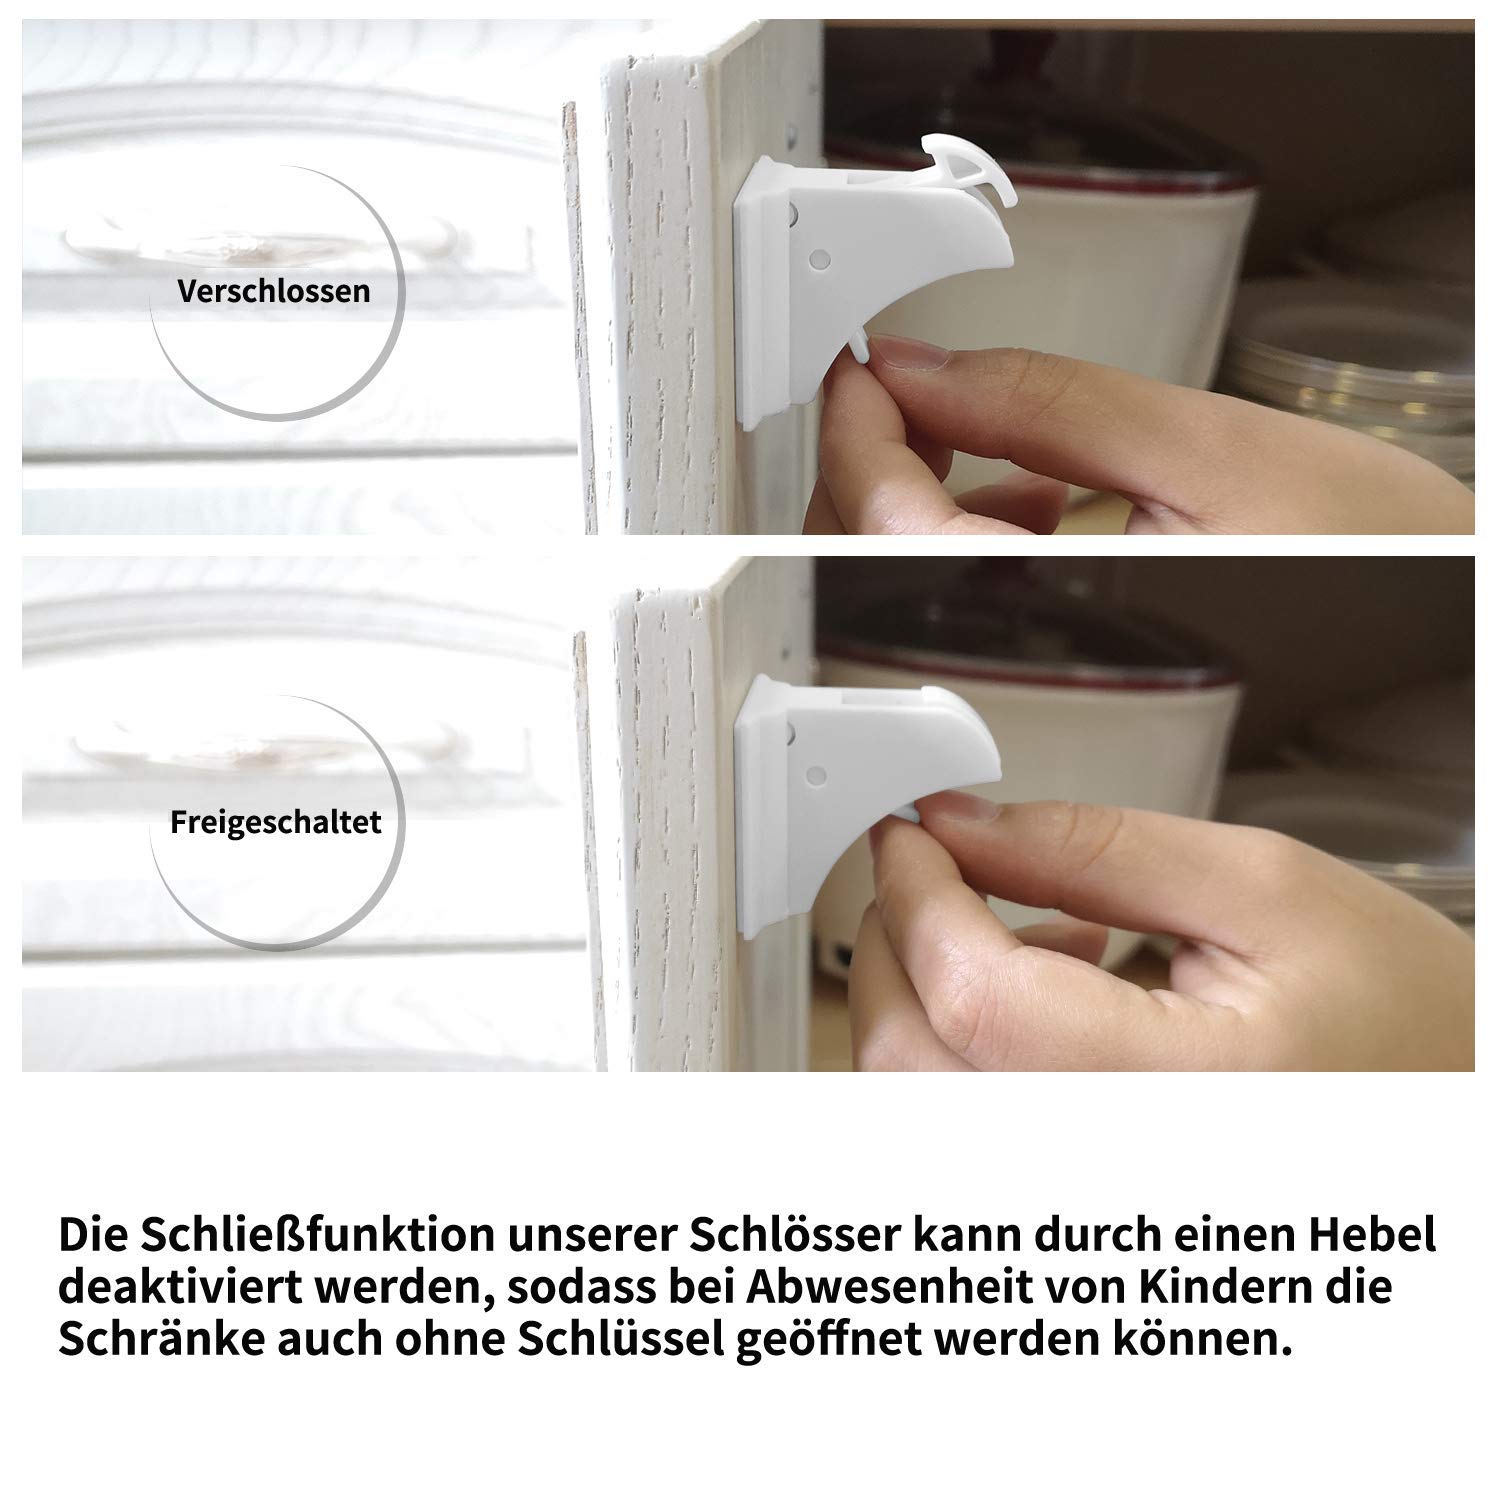 Verschlossen
Freigeschaltet
Die Schließfunktion unserer Schlösser kann durch einen Hebel
deaktiviert werden, sodass bei Abwesenheit von Kindern die
Schränke auch ohne Schlüssel geöffnet werden können.